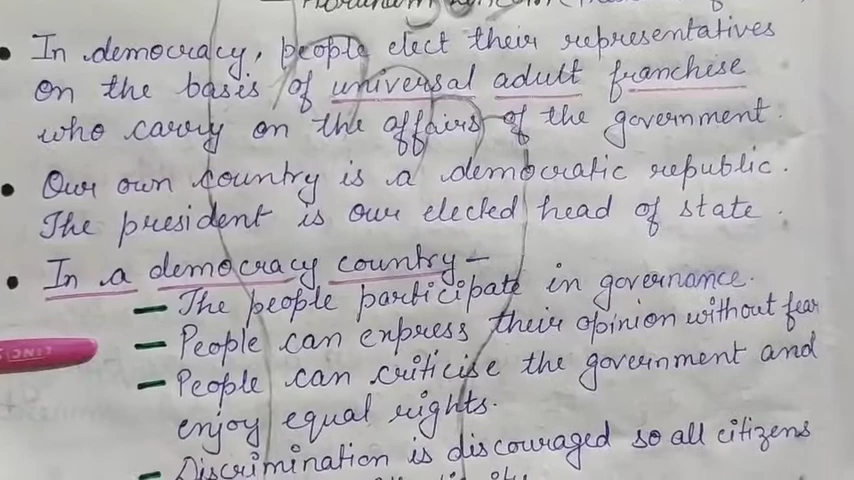 In democracy, people elect their representatives
on the basis of universal adult franchise
who carry on the affairs of the government.
Our own country is a democratic republic.
The president is our elected head of state.
In a democracy country -
- The people participate in governance.
- People can express their opinion without fear
- People can criticise the government and
enjoy equal rights.
- Discrimination is discouraged so all citizens